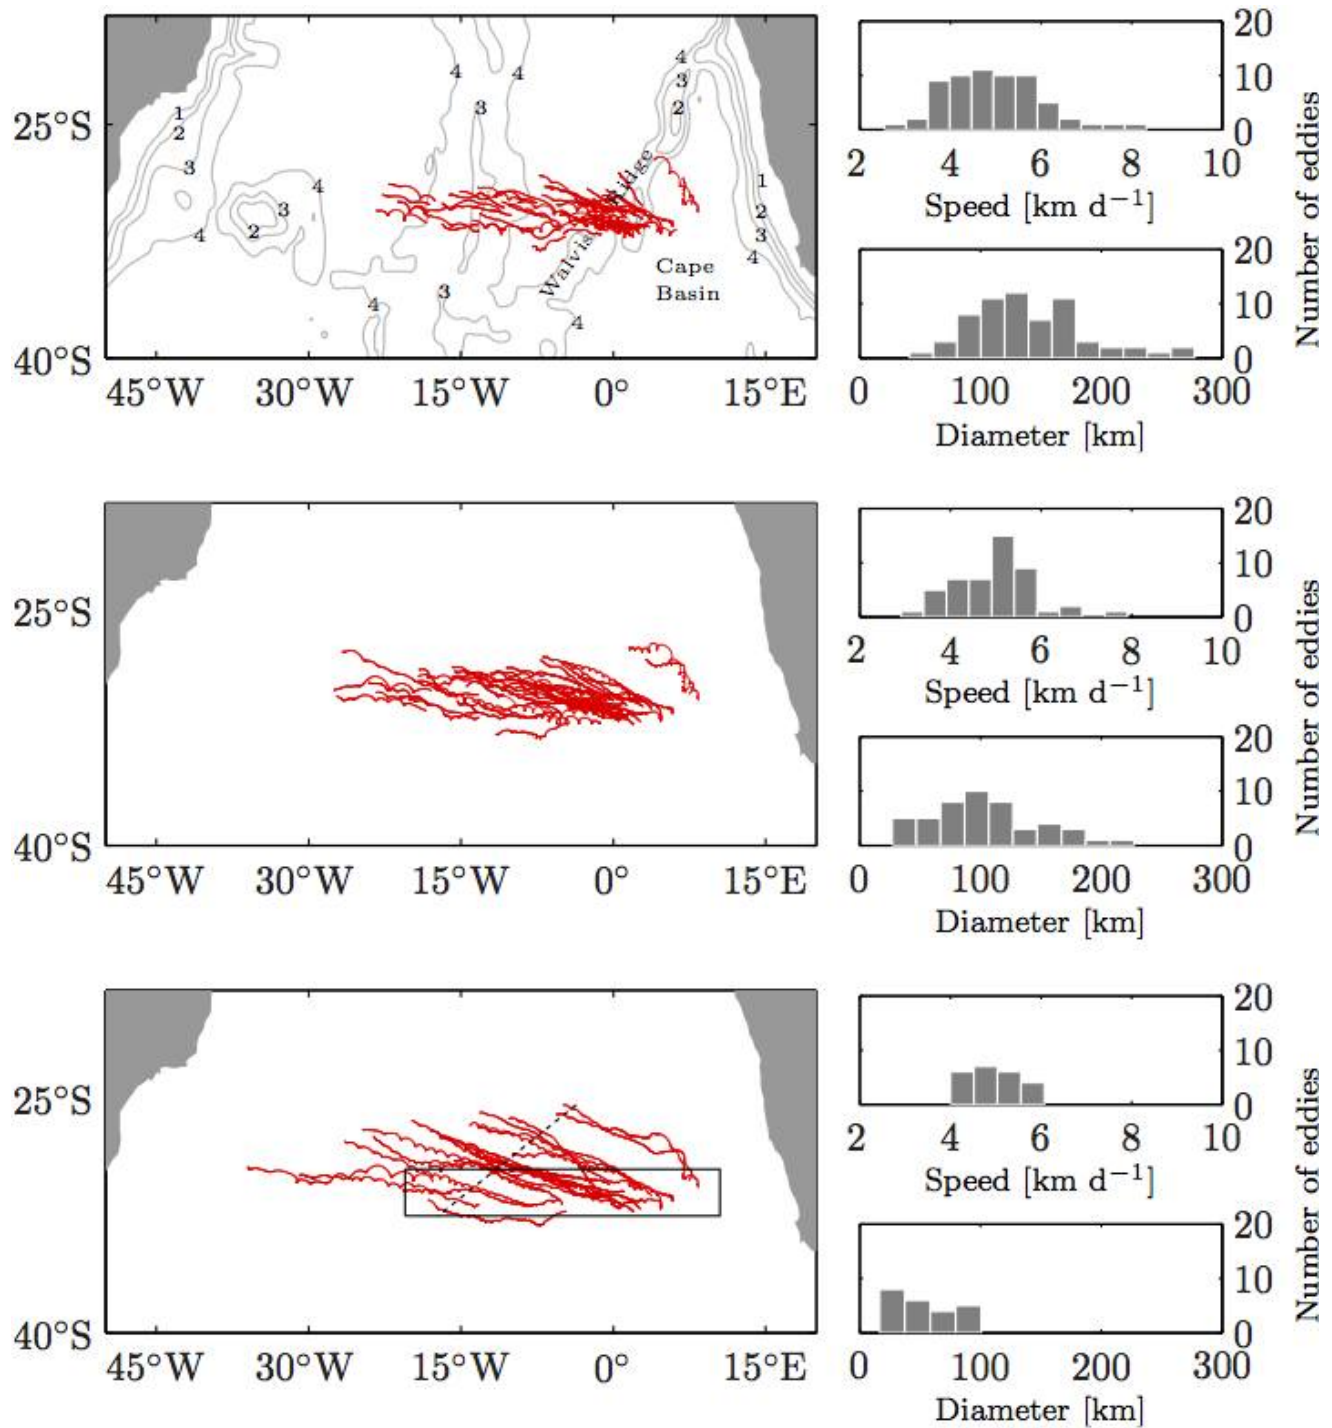 4
4
4
3
2
3
1
2
3
4
3
2
4
1
2
3
4
Walvis Ridge
Cape
Basin
3
4
4
25°S
40°S
45°W 30°W 15°W 0° 15°E
20
10
0
2 4 6 8 10
Speed [km d⁻¹]
20
10
0
0 100 200 300
Diameter [km]
Number of eddies
25°S
40°S
45°W 30°W 15°W 0° 15°E
20
10
0
2 4 6 8 10
Speed [km d⁻¹]
20
10
0
0 100 200 300
Diameter [km]
Number of eddies
25°S
40°S
45°W 30°W 15°W 0° 15°E
20
10
0
2 4 6 8 10
Speed [km d⁻¹]
20
10
0
0 100 200 300
Diameter [km]
Number of eddies